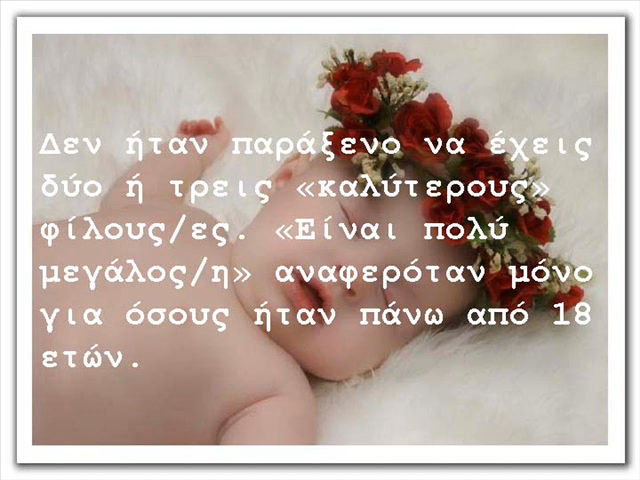 Δεν ήταν παράξενο να έχεις
δύο ή τρεις «καλύτερους»
φίλους/ες. «Είναι πολύ
μεγάλος/η» αναφερόταν μόνο
για όσους ήταν πάνω από 18
ετών.